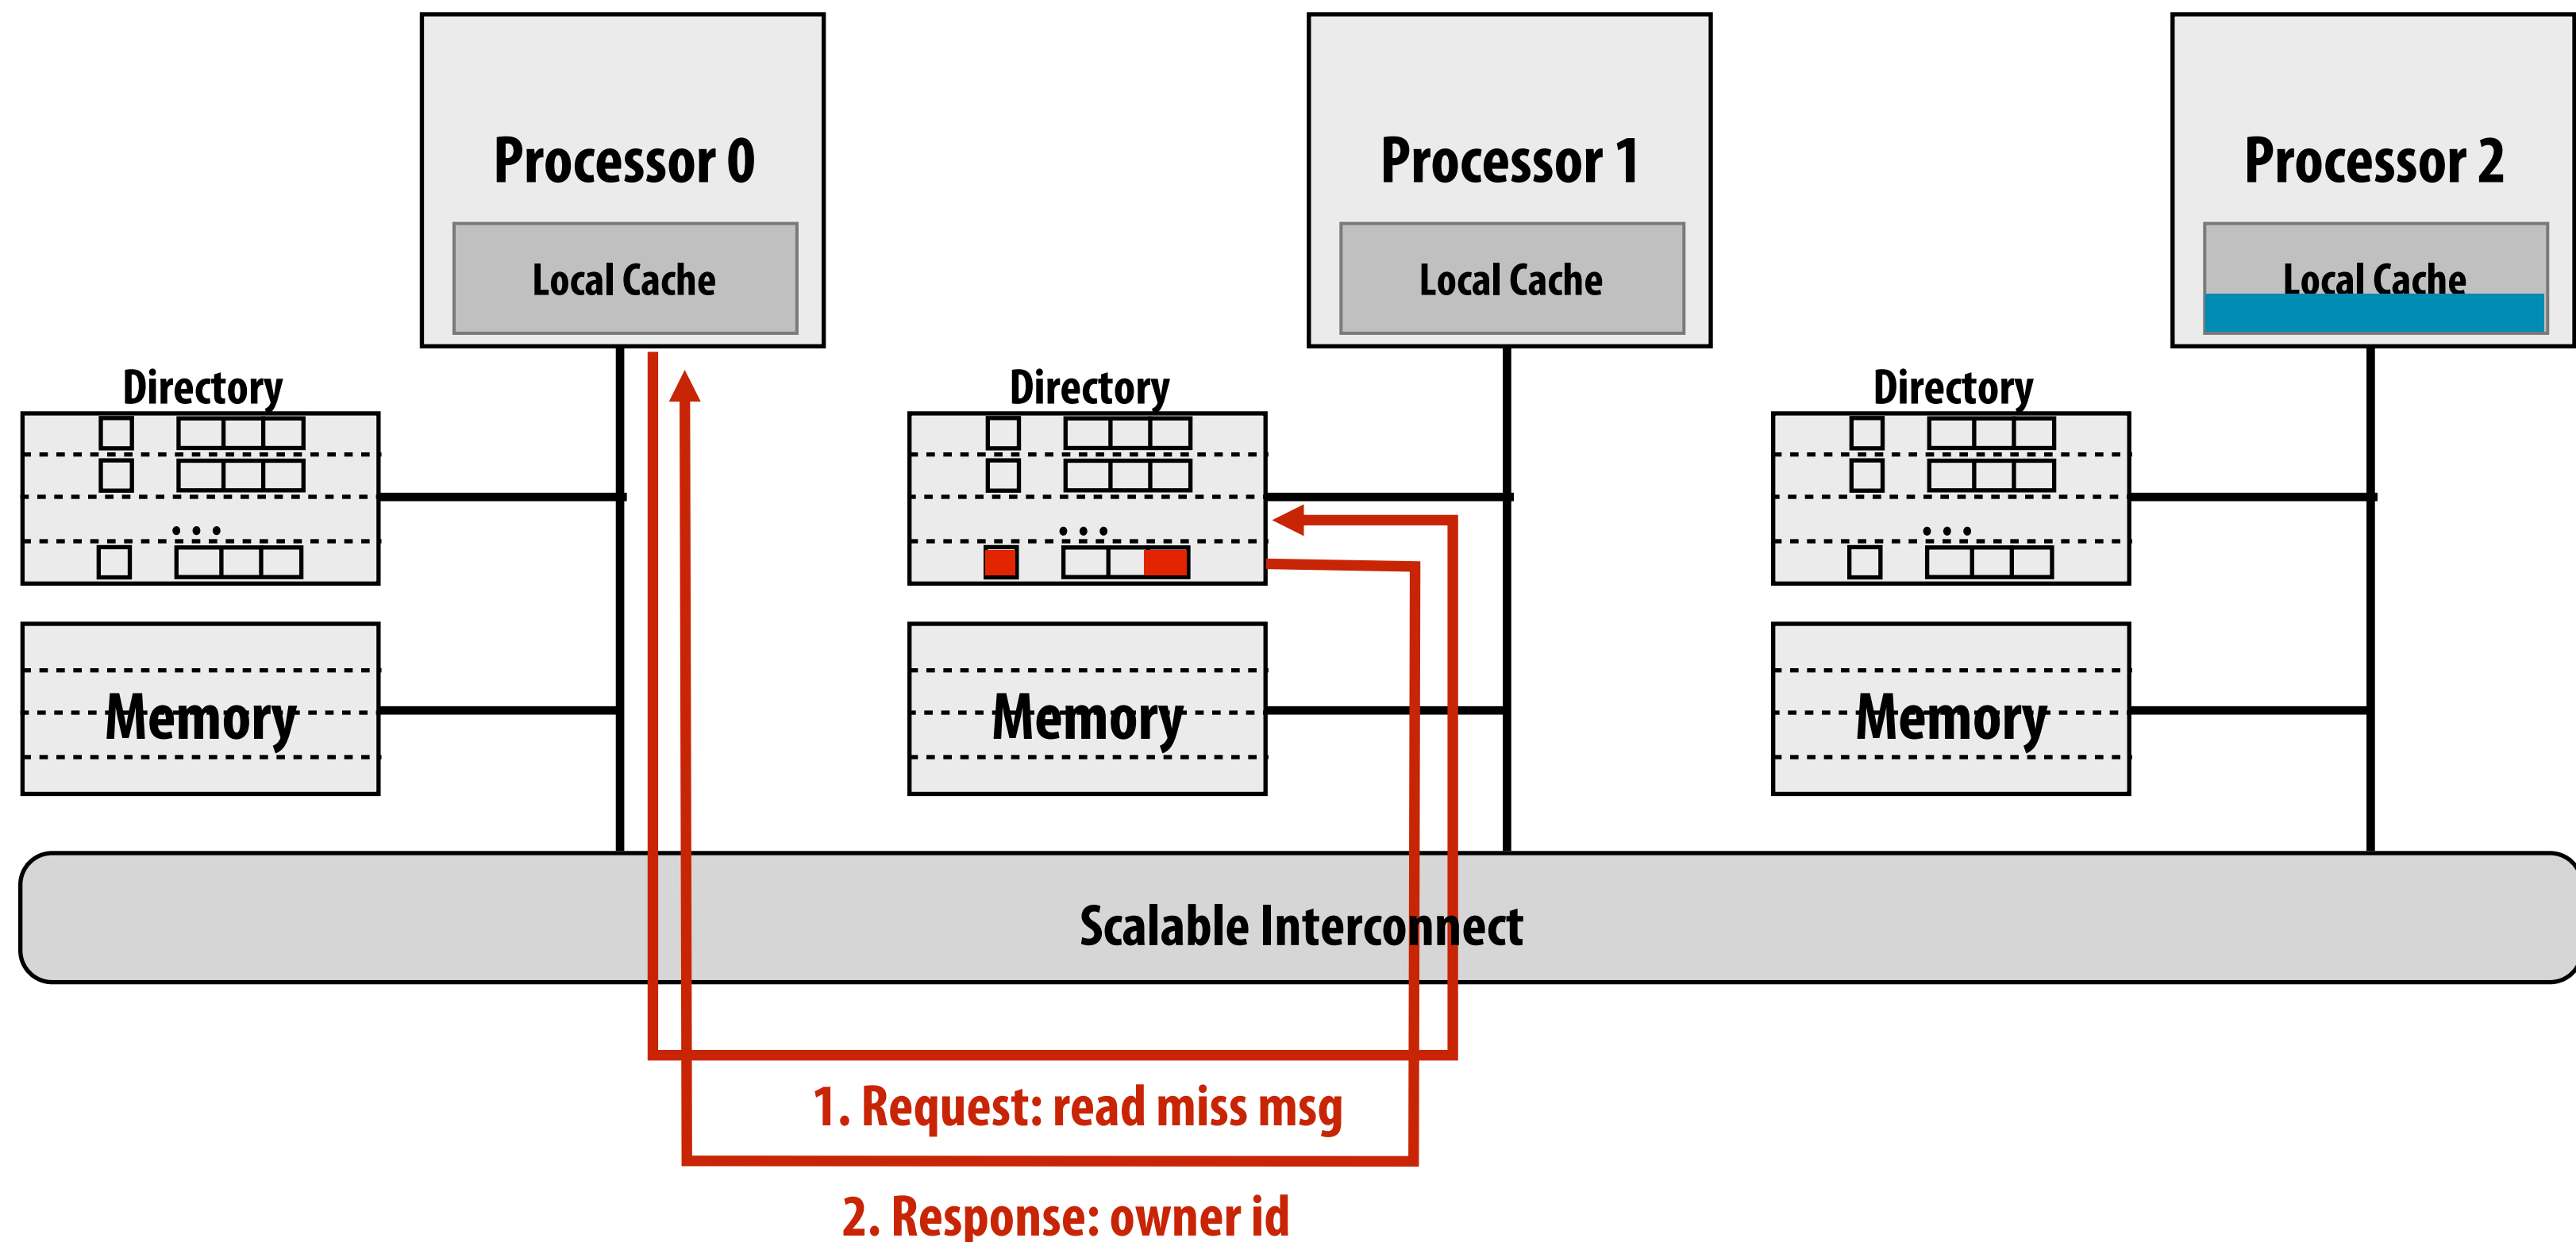 Processor 0
Processor 1
Processor 2
Local Cache
Local Cache
Local Cache
Directory
Directory
Directory
...
...
...
Memory
Memory
Memory
Scalable Interconnect
1. Request: read miss msg
2. Response: owner id